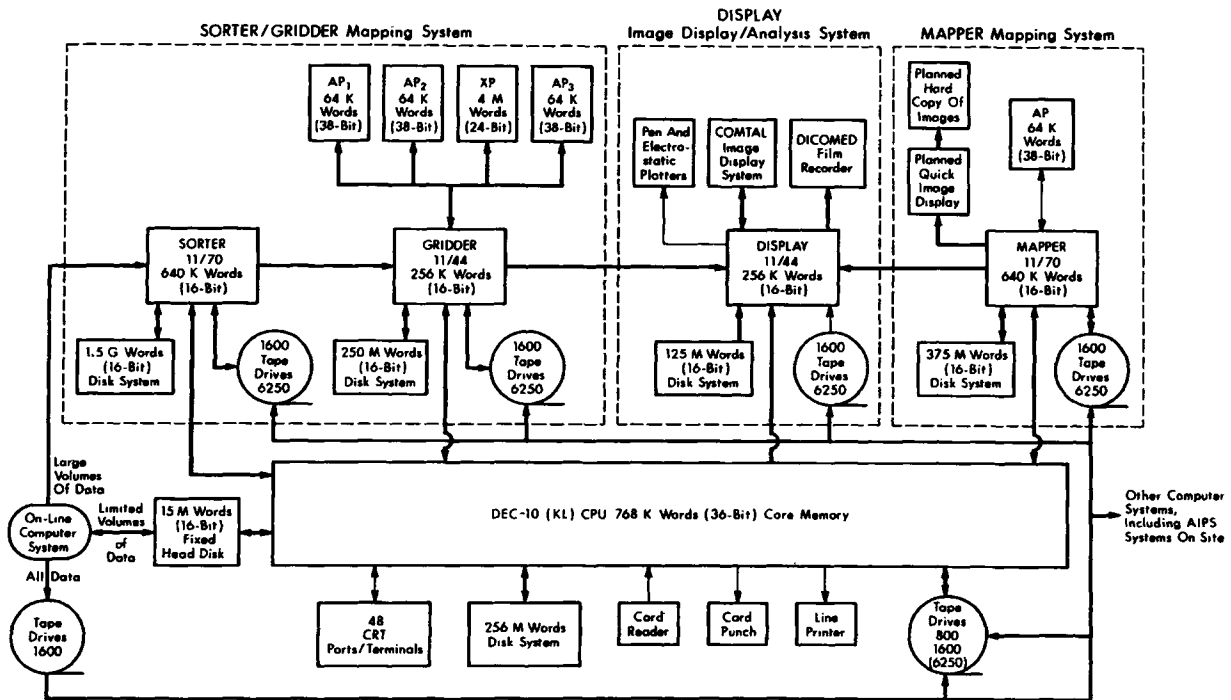 SORTER/GRIDDER Mapping System
DISPLAY
Image Display/Analysis System
MAPPER Mapping System
AP1
64 K
Words
(38-Bit)
AP2
64 K
Words
(38-Bit)
XP
4 M
Words
(24-Bit)
AP3
64 K
Words
(38-Bit)
Pen And
Electro-
static
Plotters
COMTAL
Image
Display
System
DICOMED
Film
Recorder
Planned
Hard
Copy Of
Images
Planned
Quick
Image
Display
AP
64 K
Words
(38-Bit)
SORTER
11/70
640 K Words
(16-Bit)
GRIDDER
11/44
256 K Words
(16-Bit)
DISPLAY
11/44
256 K Words
(16-Bit)
MAPPER
11/70
640 K Words
(16-Bit)
1.5 G Words
(16-Bit)
Disk System
1600
Tape
Drives
6250
250 M Words
(16-Bit)
Disk System
1600
Tape
Drives
6250
125 M Words
(16-Bit)
Disk System
1600
Tape
Drives
6250
375 M Words
(16-Bit)
Disk System
1600
Tape
Drives
6250
Large
Volumes
Of Data
On-Line
Computer
System
Limited
Volumes
of
Data
15 M Words
(16-Bit)
Fixed
Head Disk
DEC-10 (KL) CPU 768 K Words (36-Bit) Core Memory
Other Computer
Systems,
Including AIPS
Systems On Site
All Data
Tape
Drives
1600
48
CRT
Ports/Terminals
256 M Words
Disk System
Card
Reader
Card
Punch
Line
Printer
Tape
Drives
800
1600
(6250)